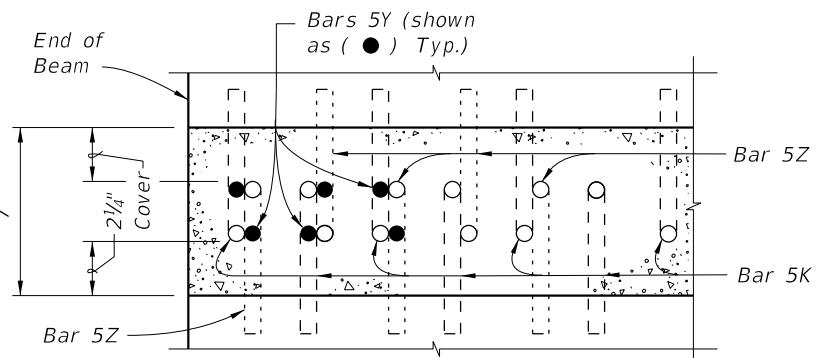 Bars 5Y (shown
as ( ● ) Typ.)
End of
Beam
Bar 5Z
2¼"
Cover
Bar 5K
Bar 5Z